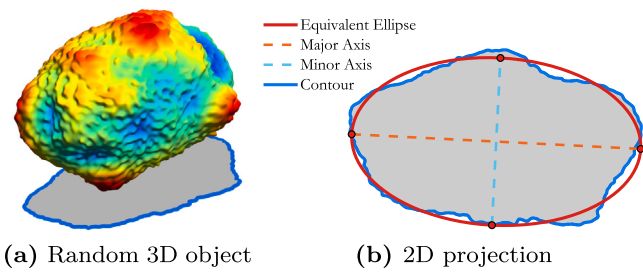 Equivalent Ellipse
Major Axis
Minor Axis
Contour
(a) Random 3D object
(b) 2D projection